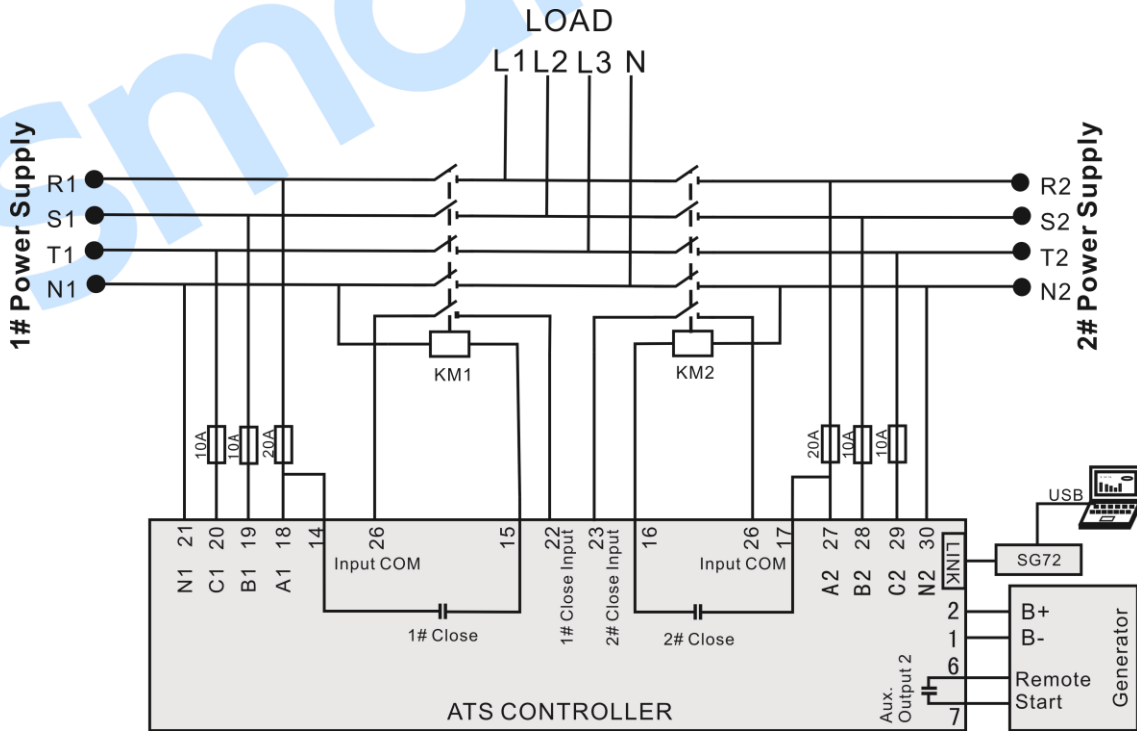 smar
LOAD
L1 L2 L3 N
1# Power Supply
2# Power Supply
R1
S1
T1
N1
R2
S2
T2
N2
KM1
KM2
10A
10A
20A
20A
10A
10A
USB
SG72
LINK
21 20 19 18 14 26 15 22 23 16 26 17 27 28 29 30
N1 C1 B1 A1
Input COM
1# Close Input
2# Close Input
Input COM
A2 B2 C2 N2
1# Close
2# Close
2
1
6
7
B+
B-
Remote
Start
Generator
Aux.
Output 2
ATS CONTROLLER